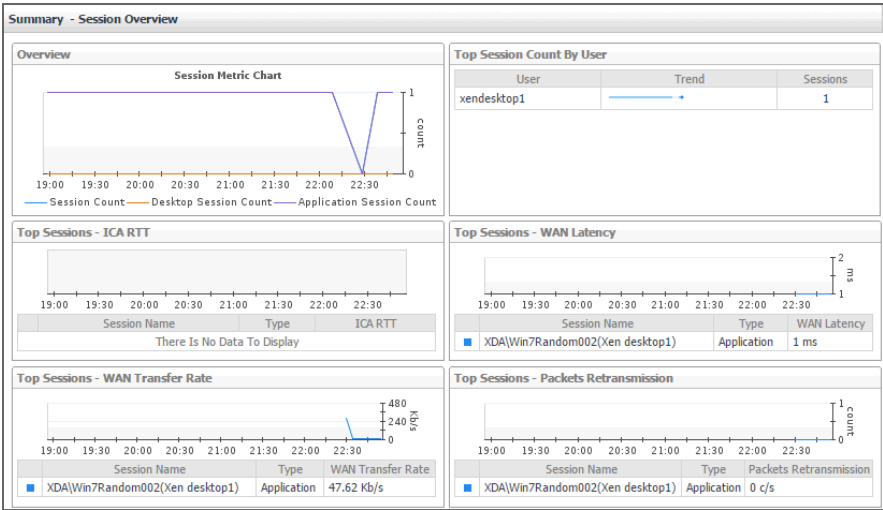 Summary - Session Overview
Overview
Session Metric Chart
1
count
0
19:00 19:30 20:00 20:30 21:00 21:30 22:00 22:30
Session Count Desktop Session Count Application Session Count
Top Session Count By User
User Trend Sessions
xendesktop1 1
Top Sessions - ICA RTT
19:00 19:30 20:00 20:30 21:00 21:30 22:00 22:30
Session Name Type ICA RTT
There Is No Data To Display
Top Sessions - WAN Latency
2
ms
1
19:00 19:30 20:00 20:30 21:00 21:30 22:00 22:30
Session Name Type WAN Latency
XDA\Win7Random002(Xen desktop1) Application 1 ms
Top Sessions - WAN Transfer Rate
480
240
Kb/s
0
19:00 19:30 20:00 20:30 21:00 21:30 22:00 22:30
Session Name Type WAN Transfer Rate
XDA\Win7Random002(Xen desktop1) Application 47.62 Kb/s
Top Sessions - Packets Retransmission
1
count
0
19:00 19:30 20:00 20:30 21:00 21:30 22:00 22:30
Session Name Type Packets Retransmission
XDA\Win7Random002(Xen desktop1) Application 0 c/s